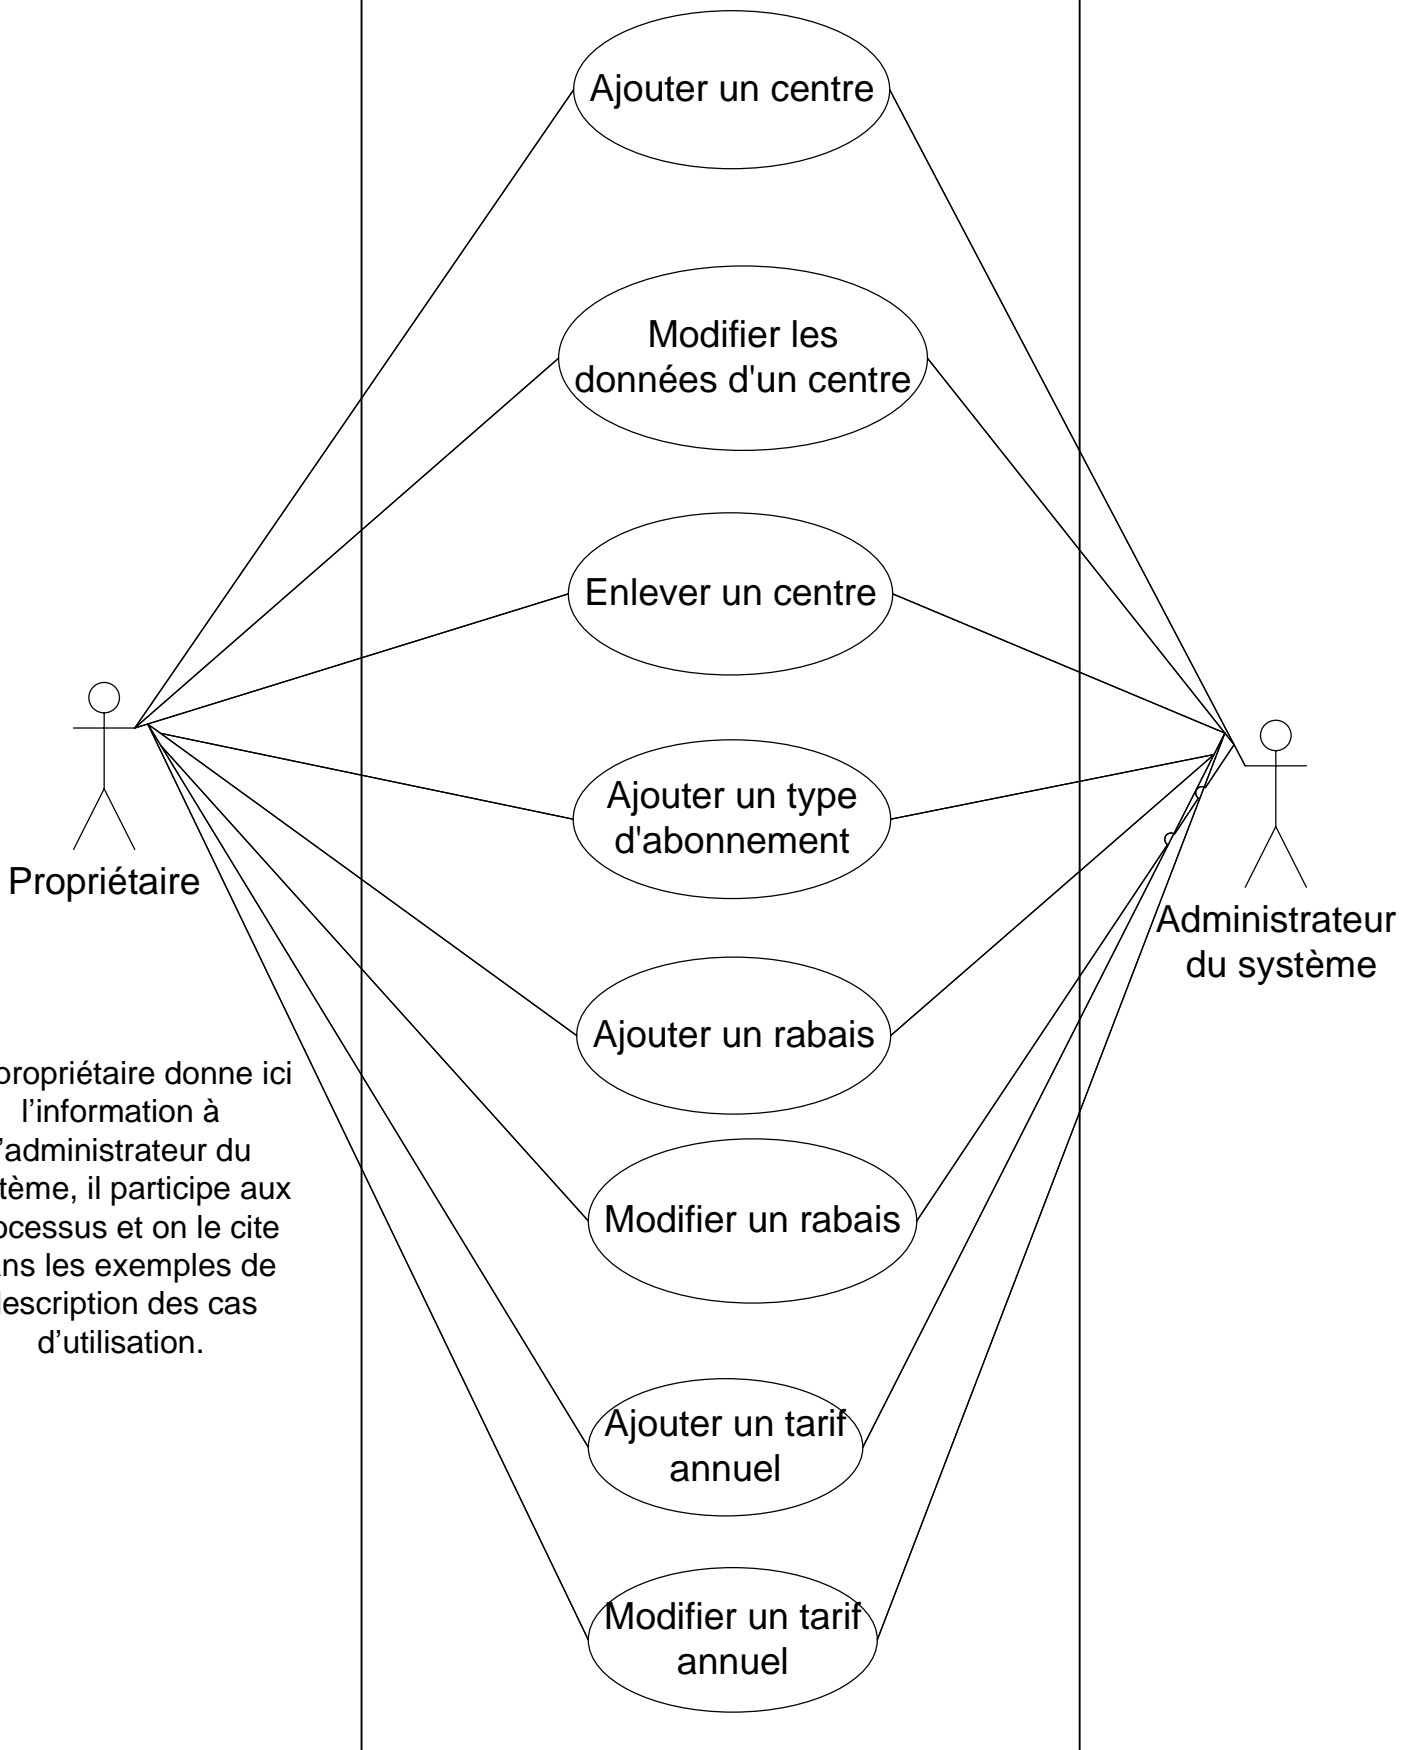 Ajouter un centre
Modifier les
données d'un centre
Enlever un centre
Ajouter un type
d'abonnement
Propriétaire
Administrateur
du système
Ajouter un rabais
propriétaire donne ici
l’information à
’administrateur du
tème, il participe aux
ocessus et on le cite
ns les exemples de
escription des cas
d’utilisation.
Modifier un rabais
Ajouter un tarif
annuel
Modifier un tarif
annuel